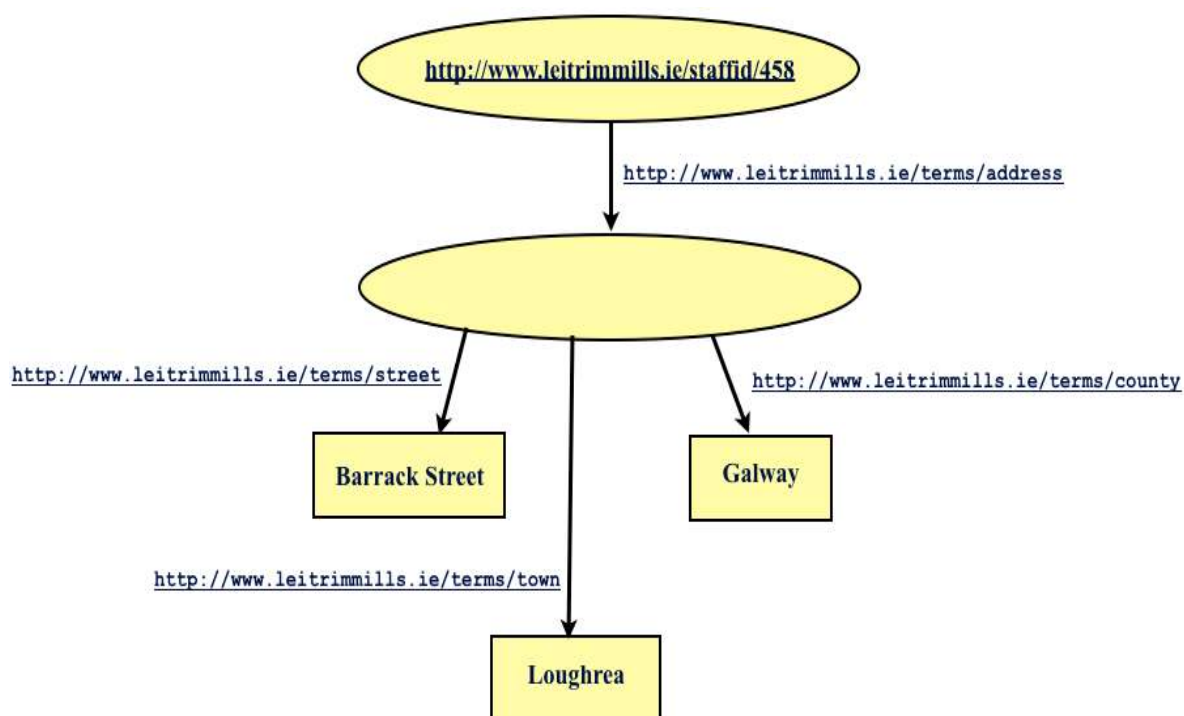 http://www.leitrimmills.ie/staffid/458
http://www.leitrimmills.ie/terms/address
http://www.leitrimmills.ie/terms/street
http://www.leitrimmills.ie/terms/county
Barrack Street
Galway
http://www.leitrimmills.ie/terms/town
Loughrea